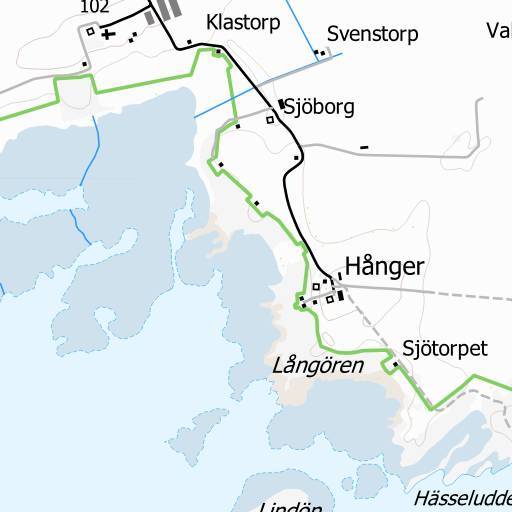 102
Klastorp
Svenstorp
Sjöborg
Hånger
Sjötorpet
Långören
Hässeludde